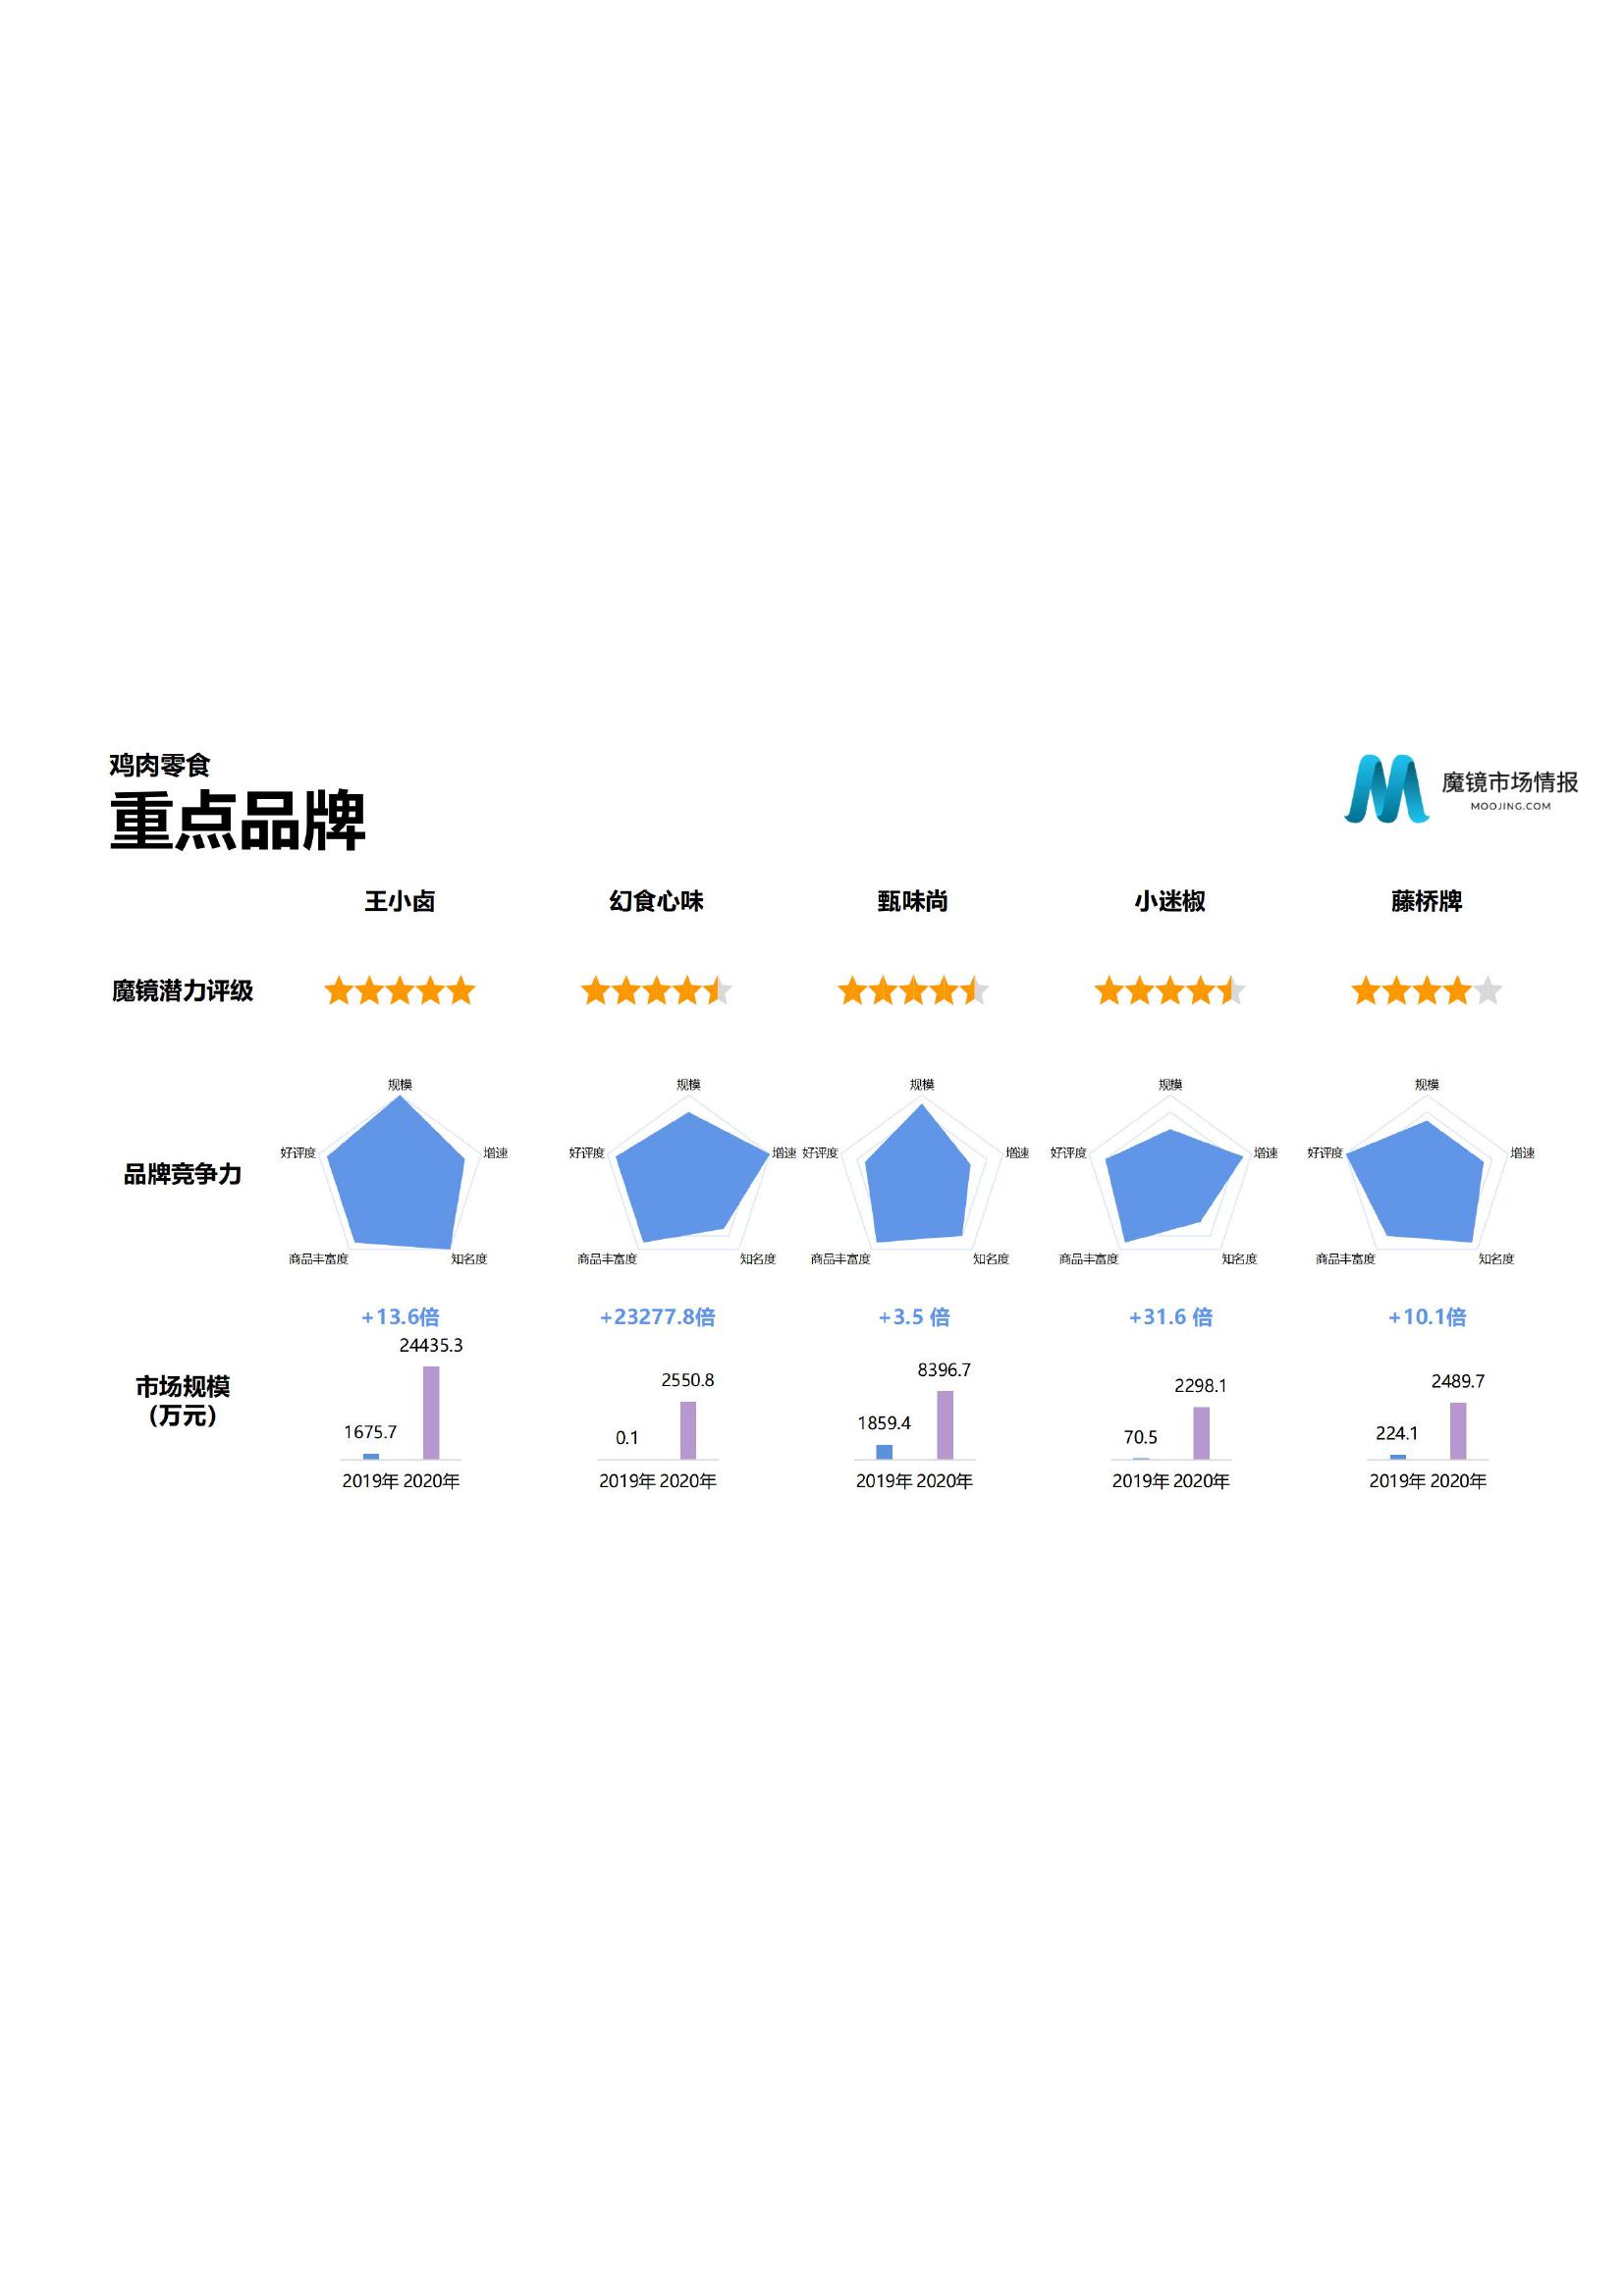 鸡肉零食
重点品牌
魔镜市场情报
MOOJING.COM
王小卤 幻食心味 甄味尚 小迷椒 藤桥牌
魔镜潜力评级
规模 规模 规模 规模 规模
好评度 增速 好评度 增速 好评度 增速 好评度 增速 好评度 增速
品牌竞争力
商品丰富度 知名度 商品丰富度 知名度 商品丰富度 知名度 商品丰富度 知名度 商品丰富度 知名度
+13.6倍 +23277.8倍 +3.5 倍 +31.6 倍 +10.1倍
市场规模
(万元)
1675.7 24435.3 0.1 2550.8 1859.4 8396.7 70.5 2298.1 224.1 2489.7
2019年 2020年 2019年 2020年 2019年 2020年 2019年 2020年 2019年 2020年